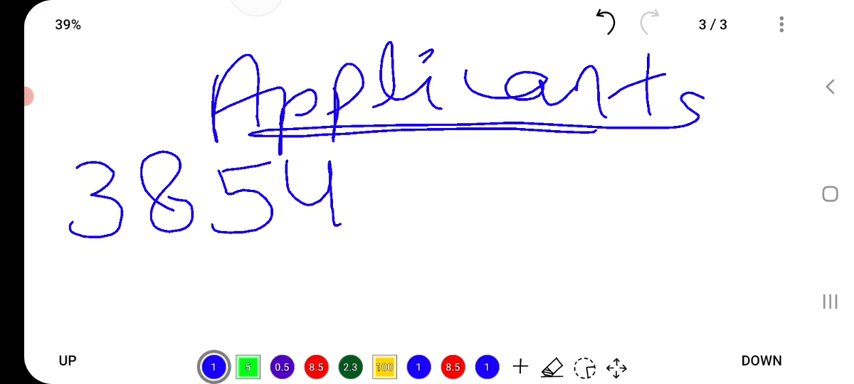 39%
3 / 3
Applicants
3854
1 5 0.5 8.5 2.3 100 1 8.5 1
UP
DOWN